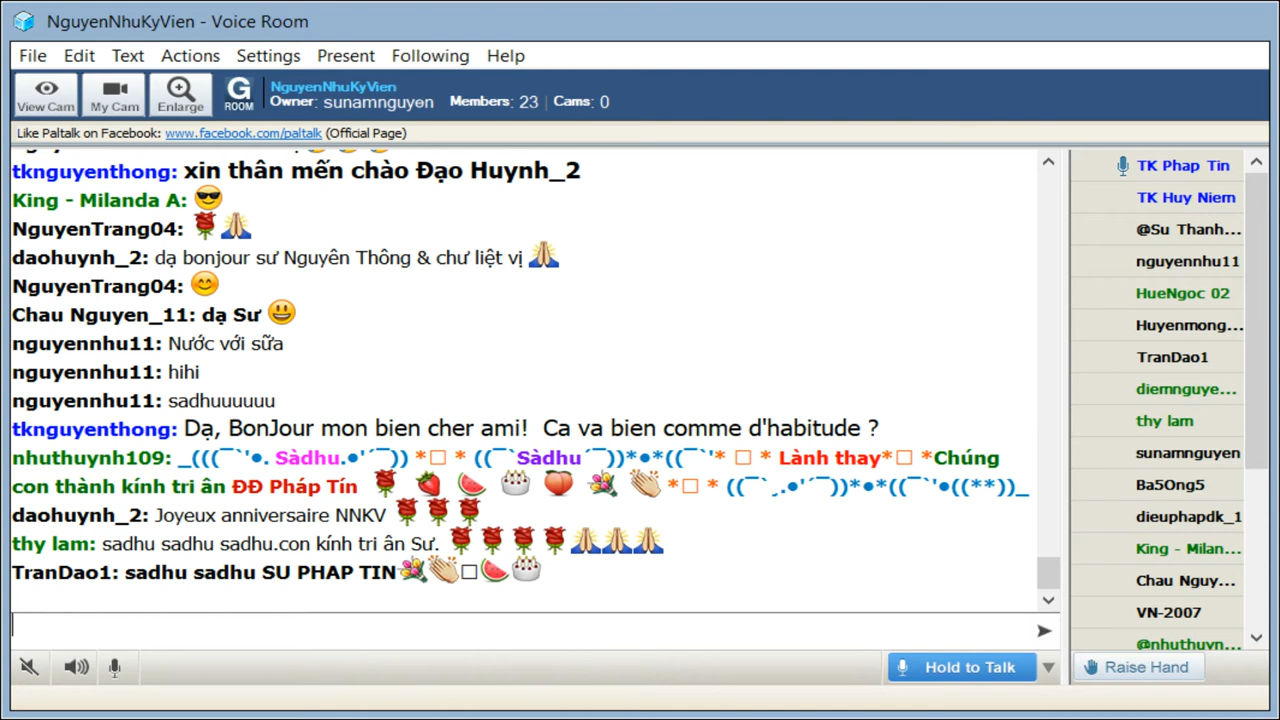 NguyenNhuKyVien - Voice Room
File Edit Text Actions Settings Present Following Help
View Cam My Cam Enlarge G ROOM
NguyenNhuKyVien
Owner: sunamnguyen Members: 23 | Cams: 0
Like Paltalk on Facebook: www.facebook.com/paltalk (Official Page)
tknguyenthong: xin thân mến chào Đạo Huynh_2
King - Milanda A: 😎
NguyenTrang04: 🌹🙏
daohuynh_2: dạ bonjour sư Nguyên Thông & chư liệt vị 🙏
NguyenTrang04: 😊
Chau Nguyen_11: dạ Sư 😃
nguyennhu11: Nước với sữa
nguyennhu11: hihi
nguyennhu11: sadhuuuuuu
tknguyenthong: Dạ, BonJour mon bien cher ami! Ca va bien comme d'habitude ?
nhuthuynh109: _(((¯`'●. Sàdhu.●'´¯)) *□ * ((¯`Sàdhu´¯))*●*((¯`'* □ * Lành thay*□ *Chúng
con thành kính tri ân ĐĐ Pháp Tín 🌹 🍓 🍉 🎂 🍑 💐 👏 *□ * ((¯`¸.●'´¯))*●*((¯`'●((**))_
daohuynh_2: Joyeux anniversaire NNKV 🌹 🌹 🌹
thy lam: sadhu sadhu sadhu.con kính tri ân Sư. 🌹 🌹 🌹 🌹🙏🙏🙏
TranDao1: sadhu sadhu SU PHAP TIN💐👏□🍉🎂
Hold to Talk
TK Phap Tin
TK Huy Niem
@Su Thanh...
nguyennhu11
HueNgoc 02
Huyenmong...
TranDao1
diemnguye...
thy lam
sunamnguyen
Ba5Ong5
dieuphapdk_1
King - Milan...
Chau Nguy...
VN-2007
@nhuthuyn...
Raise Hand